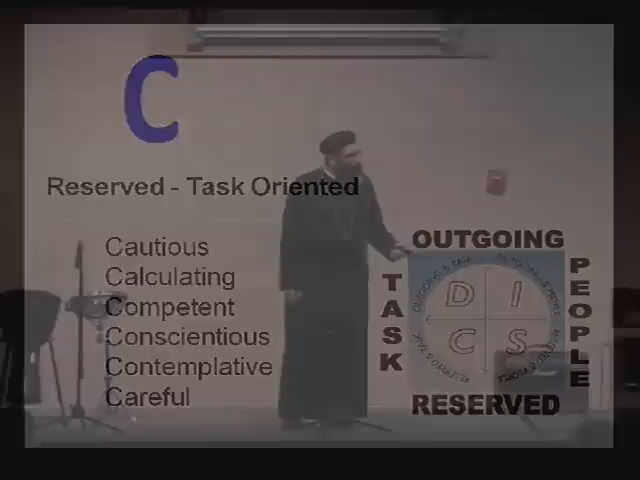 C
Reserved - Task Oriented
Cautious
Calculating
Competent
Conscientious
Contemplative
Careful
OUTGOING
TASK
PEOPLE
D I
C S
RESERVED